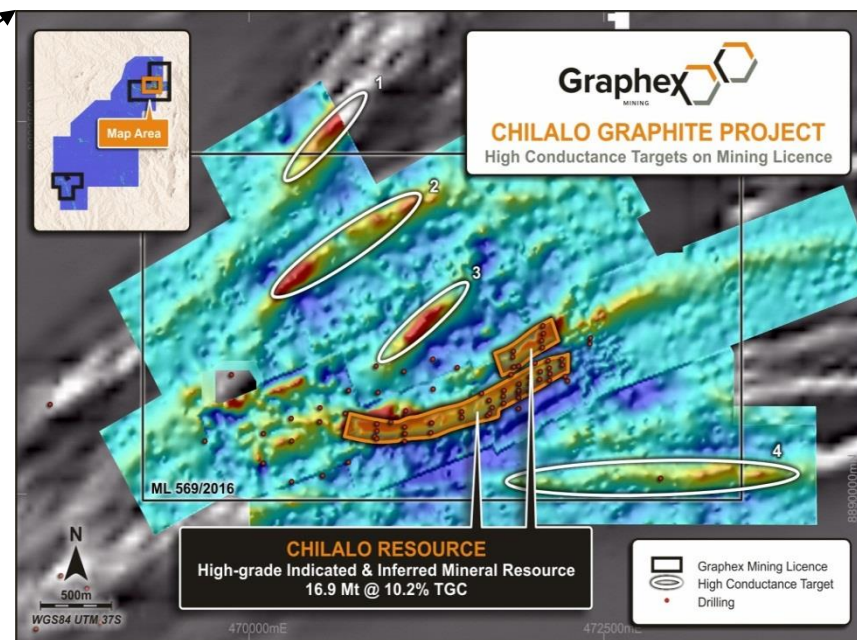 Graphex
MINING
CHILALO GRAPHITE PROJECT
High Conductance Targets on Mining Licence
Map Area
1
2
3
4
ML 569/2016
CHILALO RESOURCE
High-grade Indicated & Inferred Mineral Resource
16.9 Mt @ 10.2% TGC
N
500m
WGS84 UTM 37S
470000mE
472500mE
8890000mN
Graphex Mining Licence
High Conductance Target
Drilling